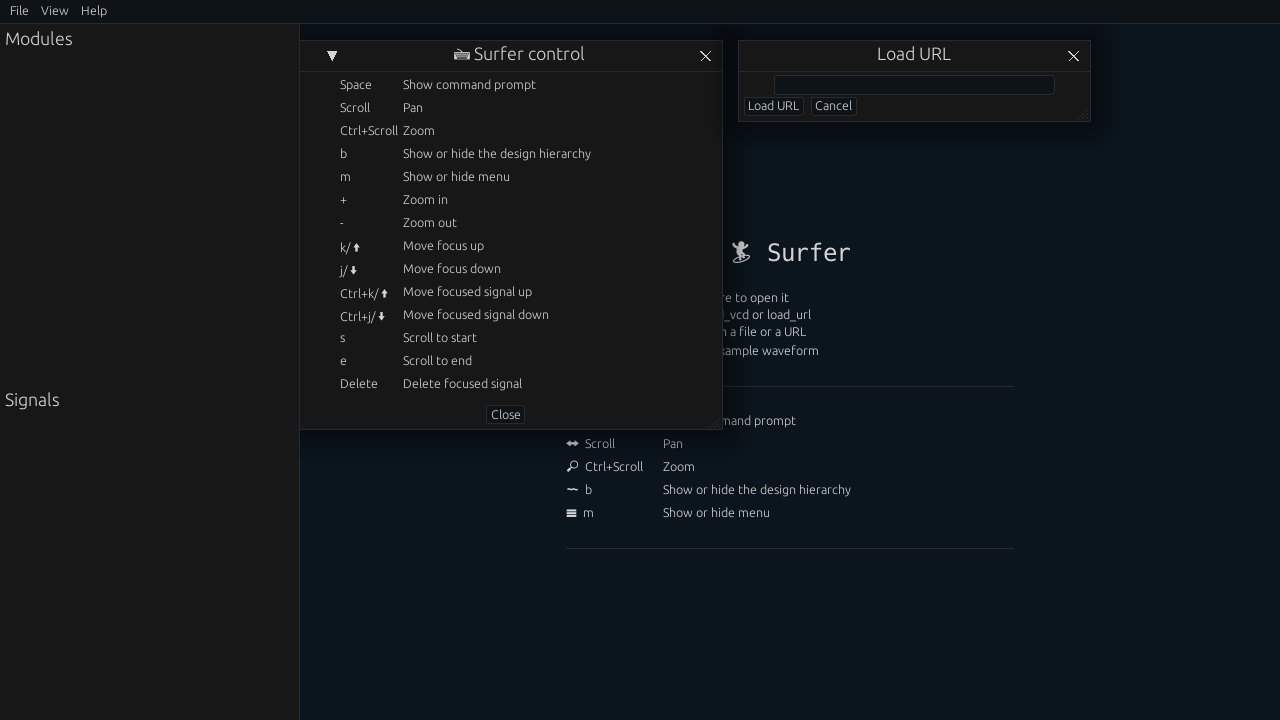 File View Help
Modules
Signals
Surfer control
Space Show command prompt
Scroll Pan
Ctrl+Scroll Zoom
b Show or hide the design hierarchy
m Show or hide menu
+ Zoom in
- Zoom out
k/⬆ Move focus up
j/⬇ Move focus down
Ctrl+k/⬆ Move focused signal up
Ctrl+j/⬇ Move focused signal down
s Scroll to start
e Scroll to end
Delete Delete focused signal
Close
Load URL
Load URL Cancel
Surfer
to open it
or load_url
a file or a URL
waveform
prompt
Scroll Pan
Ctrl+Scroll Zoom
b Show or hide the design hierarchy
m Show or hide menu